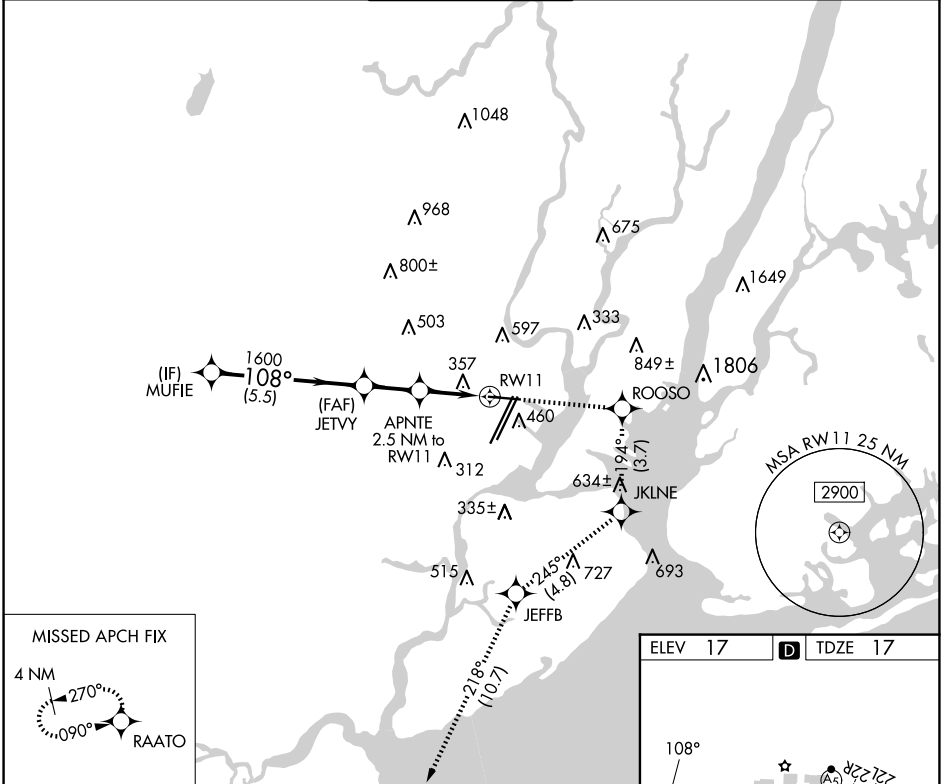 1048
968
675
800±
1649
503
597
333
849±
1806
(IF)
MUFIE
1600
108°
(5.5)
(FAF)
JETVY
357
RW11
ROOSO
APNTE
2.5 NM to
RW11
460
312
194°
(3.7)
634±
JKLNE
335±
MSA RW11 25 NM
2900
515
245°
(4.8)
727
693
JEFFB
218°
(10.7)
MISSED APCH FIX
4 NM
270°
090°
RAATO
ELEV 17
D
TDZE 17
108°
A5
22L
22R